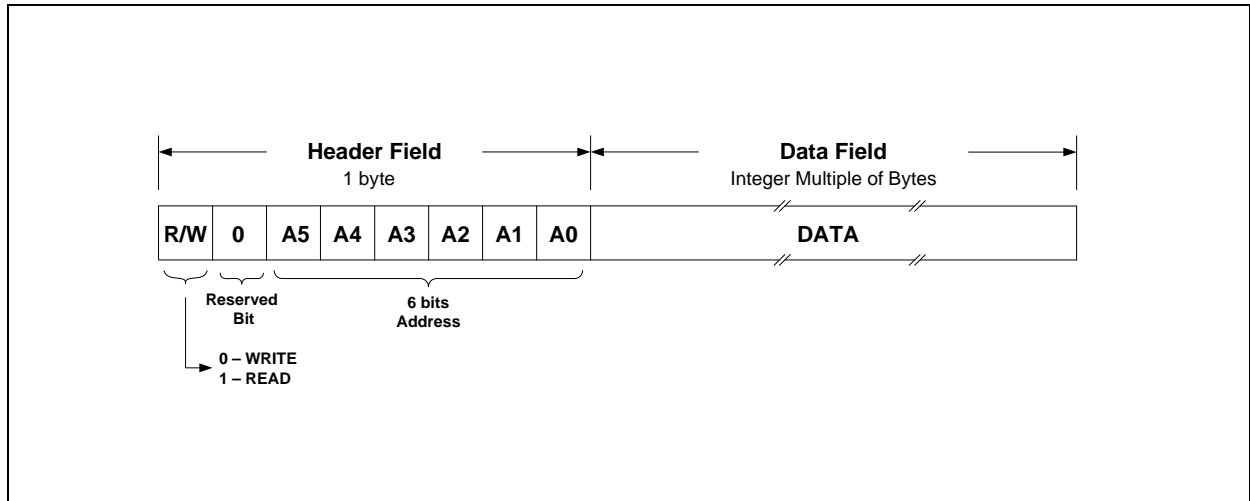 Header Field
1 byte
Data Field
Integer Multiple of Bytes
R/W 0 A5 A4 A3 A2 A1 A0 DATA
Reserved
Bit
6 bits
Address
0 – WRITE
1 – READ